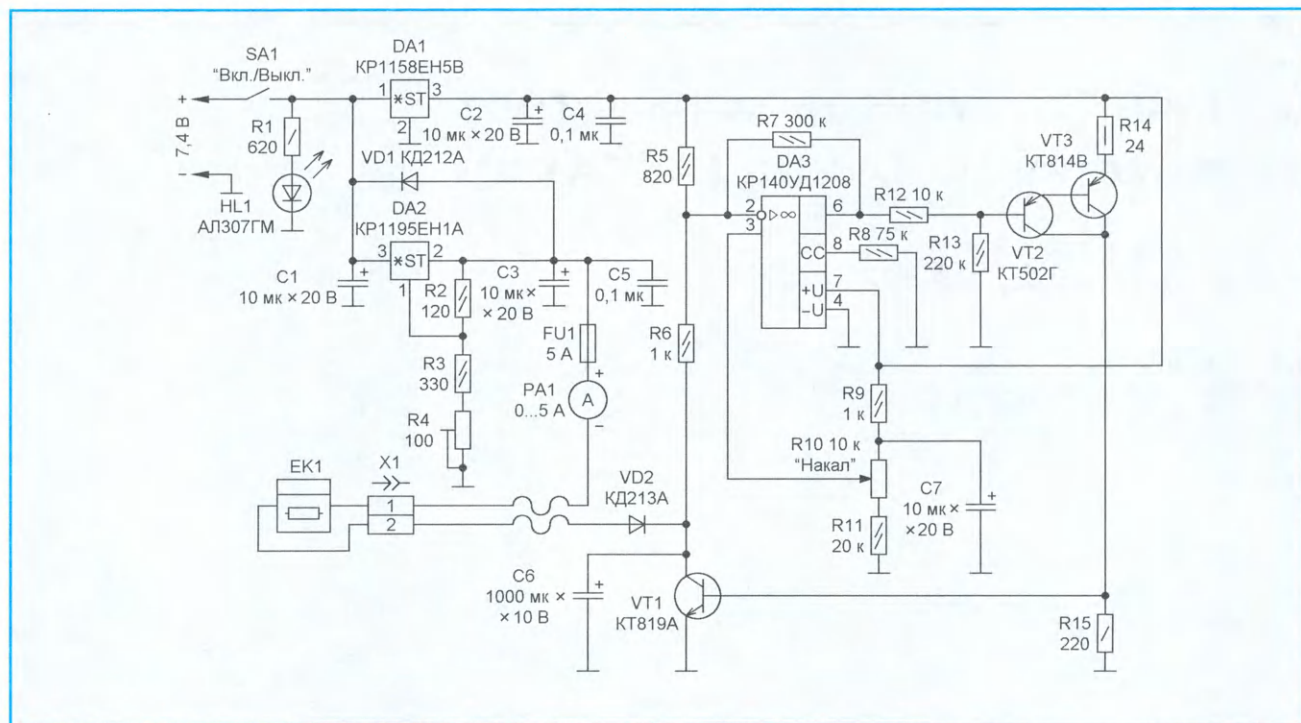 SA1
“Вкл./Выкл.”
DA1
КР1158ЕН5В
1
*ST
3
2
+
7,4 В
−
R1
620
HL1
АЛ307ГМ
VD1 КД212А
C2
10 мк × 20 В
+
C4
0,1 мк
DA2
КР1195ЕН1А
3
*ST
2
1
C1
10 мк × 20 В
+
R2
120
C3
10 мк ×
× 20 В
+
C5
0,1 мк
R3
330
R4
100
FU1
5 А
PA1
0...5 А
+
A
−
EK1
X1
1
2
VD2
КД213А
C6
1000 мк ×
× 10 В
+
VT1
КТ819А
R5
820
R6
1 к
R7 300 к
DA3
КР140УД1208
2
3
▷∞
6
CC
8
+U
7
−U
4
R12 10 к
R8 75 к
R13
220 к
VT2
КТ502Г
VT3
КТ814В
R14
24
R9
1 к
R10 10 к
“Накал”
R11
20 к
C7
10 мк ×
× 20 В
+
R15
220